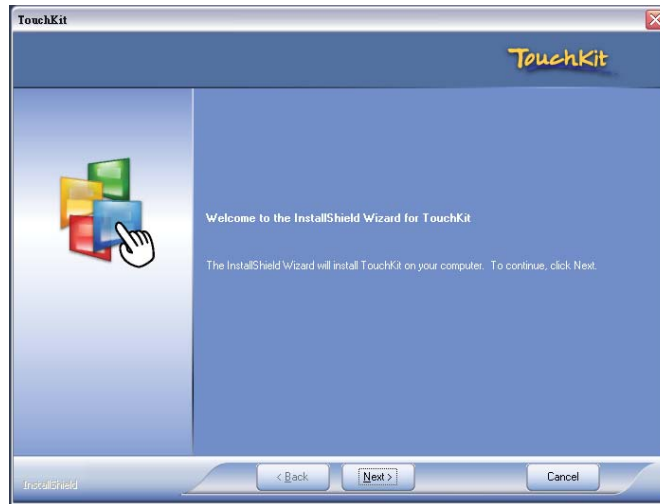 TouchKit
TouchKit
Welcome to the InstallShield Wizard for TouchKit
The InstallShield Wizard will install TouchKit on your computer. To continue, click Next.
InstallShield
< Back
Next >
Cancel